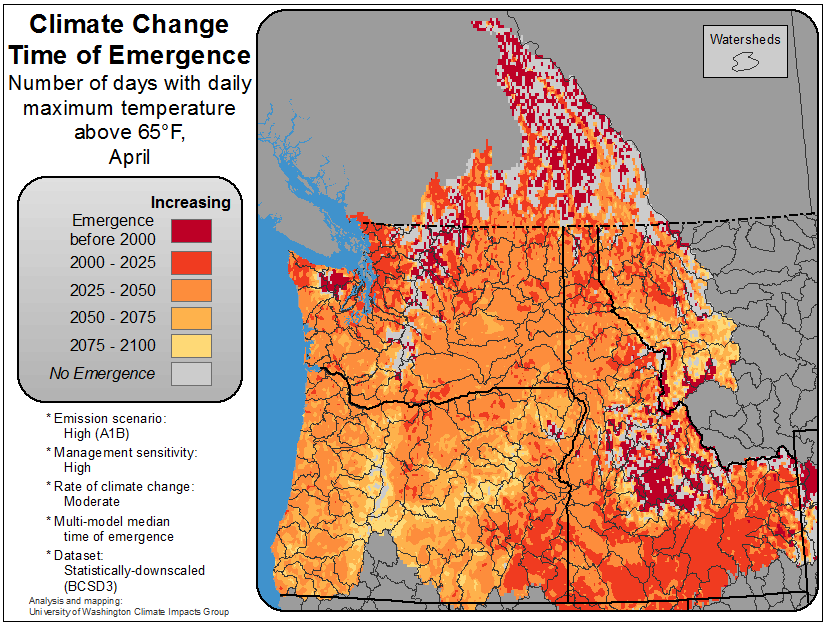 Climate Change
Time of Emergence
Number of days with daily
maximum temperature
above 65°F,
April
Increasing
Emergence
before 2000
2000 - 2025
2025 - 2050
2050 - 2075
2075 - 2100
No Emergence
* Emission scenario:
High (A1B)
* Management sensitivity:
High
* Rate of climate change:
Moderate
* Multi-model median
time of emergence
* Dataset:
Statistically-downscaled
(BCSD3)
Analysis and mapping:
University of Washington Climate Impacts Group
Watersheds